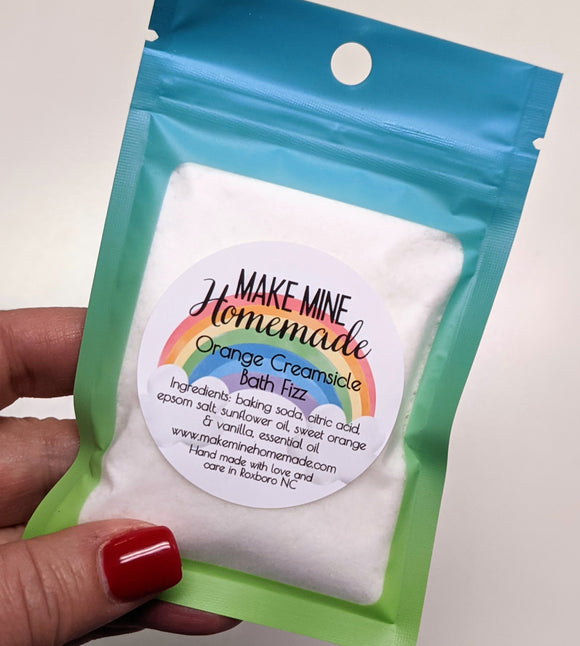 MAKE MINE
Homemade
Orange Creamsicle
Bath Fizz
Ingredients: baking soda, citric acid,
epsom salt, sunflower oil, sweet orange
& vanilla, essential oil
www.makeminehomemade.com
Hand made with love and
care in Roxboro NC